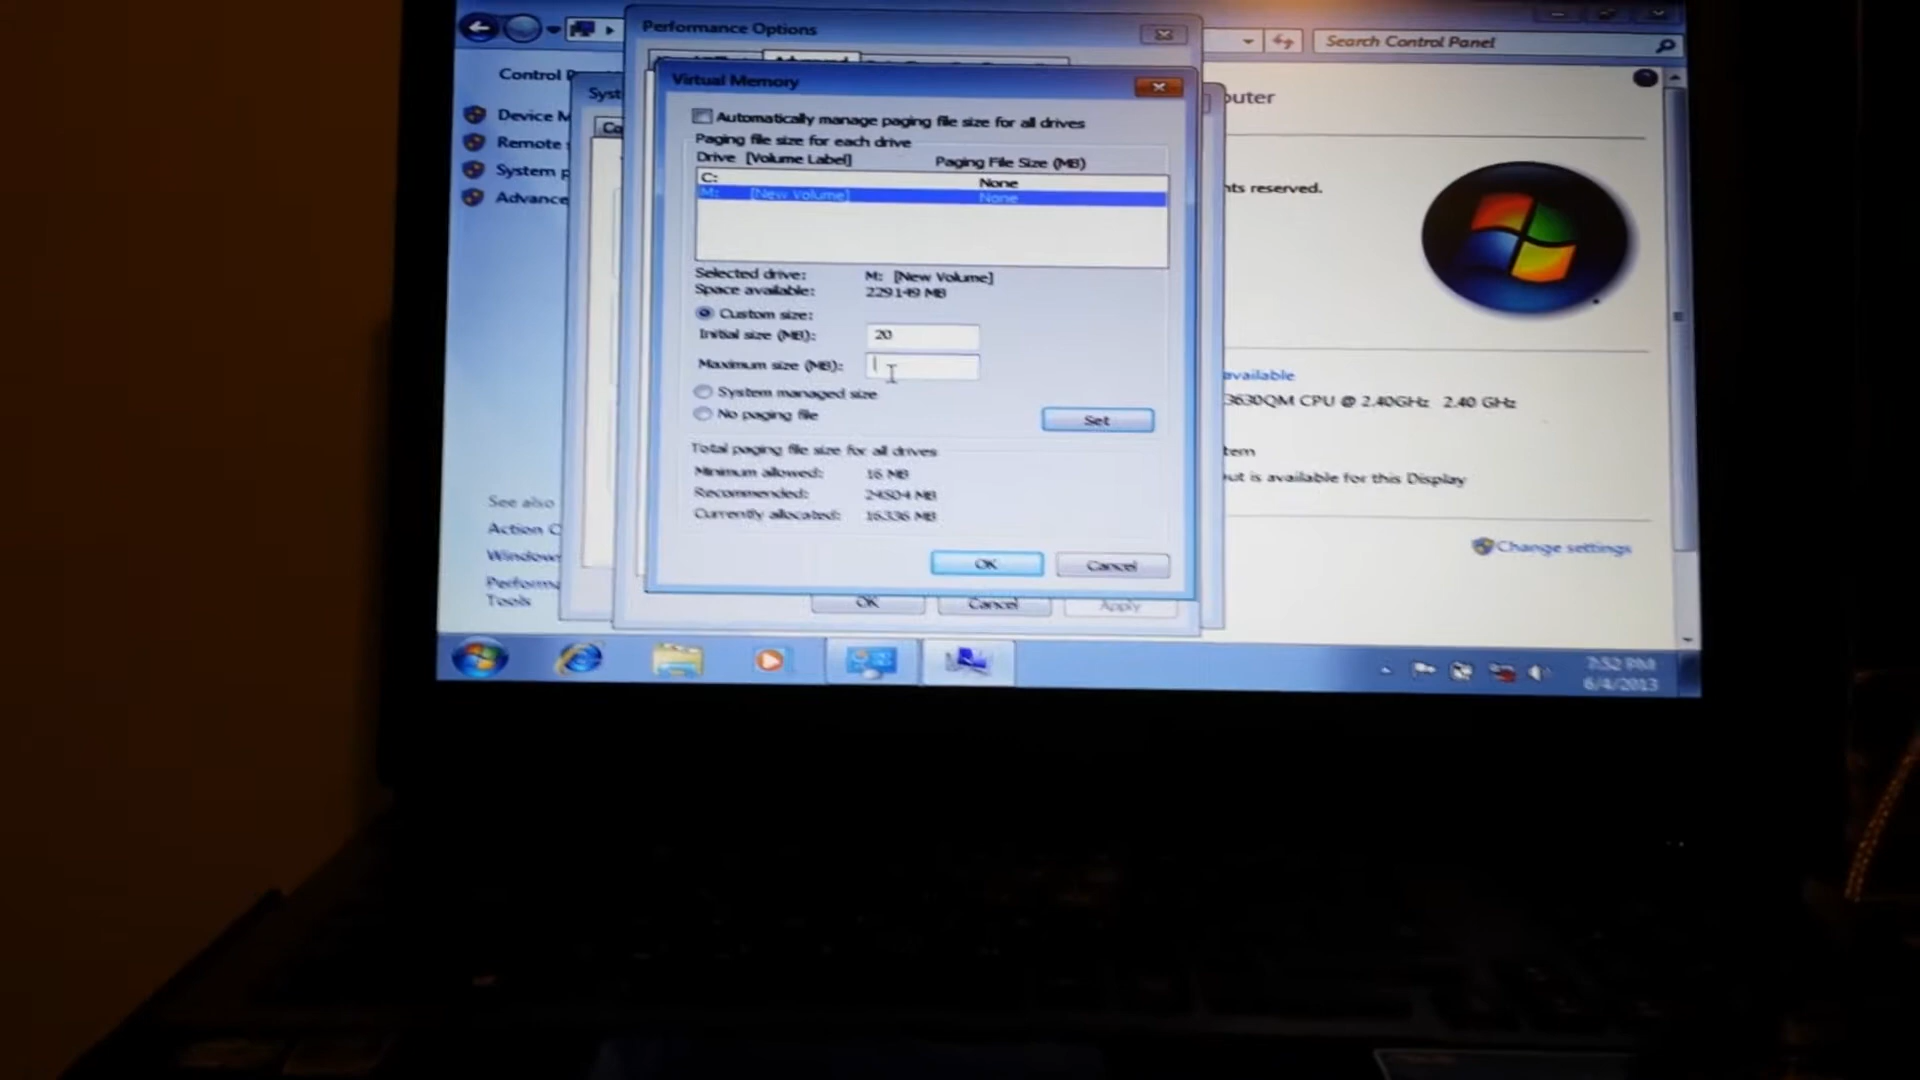 Performance Options
Search Control Panel
Control
Syst
Virtual Memory
Device M
Remote
System p
Advance
Automatically manage paging file size for all drives
Paging file size for each drive
Drive [Volume Label] Paging File Size (MB)
C: None
M: [New Volume] None
Selected drive: M: [New Volume]
Space available: 229149 MB
Custom size:
Initial size (MB): 20
Maximum size (MB):
System managed size
No paging file
Set
Total paging file size for all drives
Minimum allowed: 16 MB
Recommended: 24504 MB
Currently allocated: 16336 MB
OK Cancel
OK Cancel Apply
outer
nts reserved.
available
3630QM CPU @ 2.40GHz 2.40 GHz
tem
ut is available for this Display
Change settings
See also
Action C
Window
Performa
Tools
7:52 PM
6/4/2013